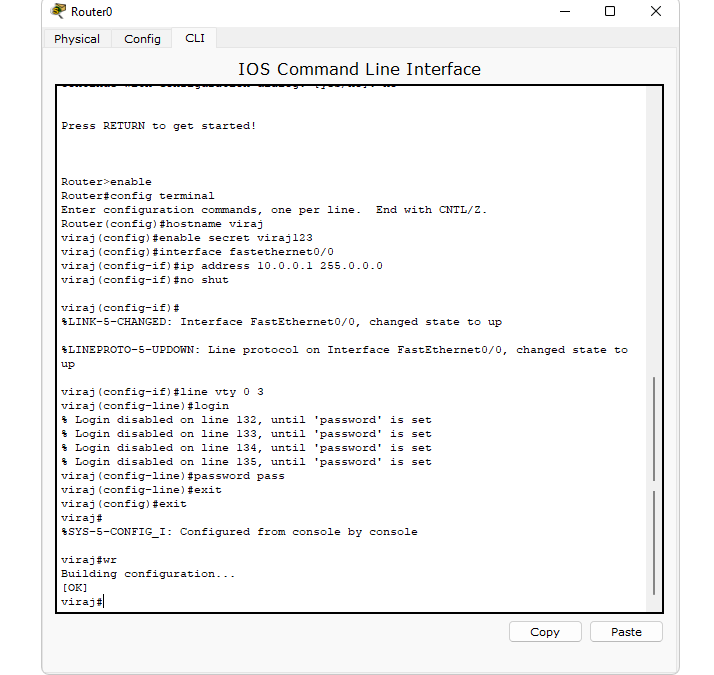 Router0
Physical Config CLI
IOS Command Line Interface
Press RETURN to get started!
Router>enable
Router#config terminal
Enter configuration commands, one per line.  End with CNTL/Z.
Router(config)#hostname viraj
viraj(config)#enable secret viraj123
viraj(config)#interface fastethernet0/0
viraj(config-if)#ip address 10.0.0.1 255.0.0.0
viraj(config-if)#no shut
viraj(config-if)#
%LINK-5-CHANGED: Interface FastEthernet0/0, changed state to up
%LINEPROTO-5-UPDOWN: Line protocol on Interface FastEthernet0/0, changed state to
up
viraj(config-if)#line vty 0 3
viraj(config-line)#login
% Login disabled on line 132, until 'password' is set
% Login disabled on line 133, until 'password' is set
% Login disabled on line 134, until 'password' is set
% Login disabled on line 135, until 'password' is set
viraj(config-line)#password pass
viraj(config-line)#exit
viraj(config)#exit
viraj#
%SYS-5-CONFIG_I: Configured from console by console
viraj#wr
Building configuration...
[OK]
viraj#
Copy Paste